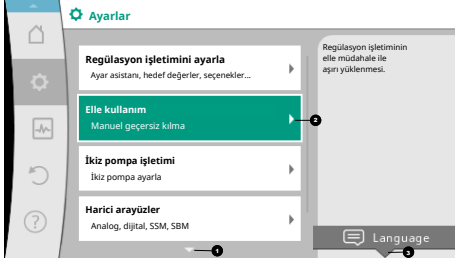 Ayarlar
Regülasyon işletimini ayarla
Ayar asistanı, hedef değerler, seçenekler...
Elle kullanım
Manuel geçersiz kılma
2
İkiz pompa işletimi
İkiz pompa ayarla
Harici arayüzler
Analog, dijital, SSM, SBM
1
Regülasyon işletiminin
elle müdahale ile
aşırı yüklenmesi.
Language
3